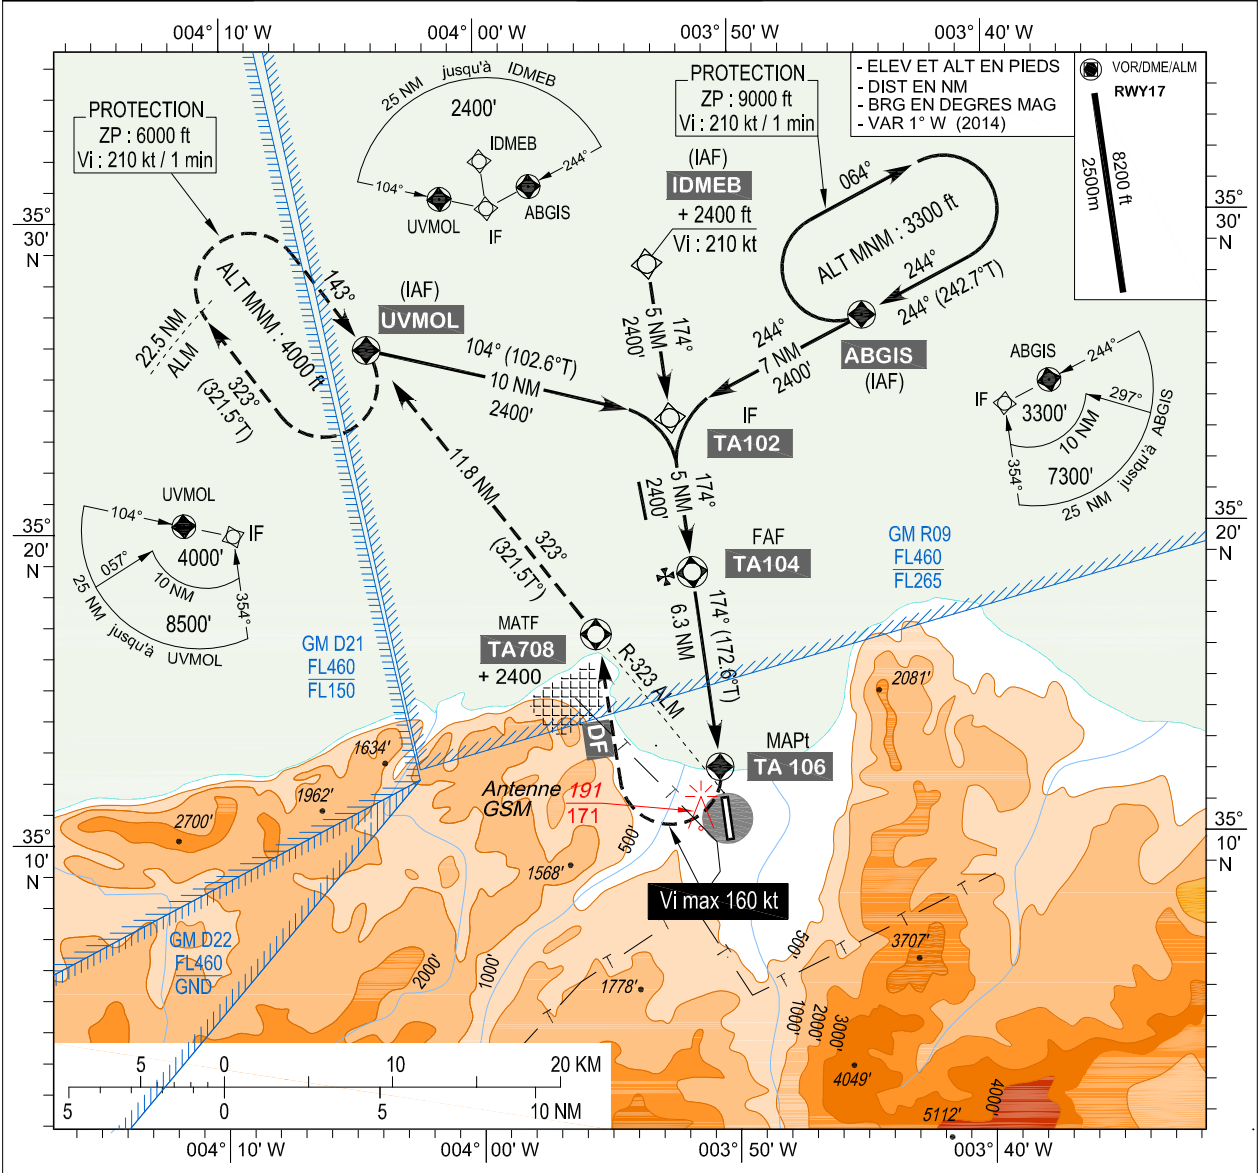 004° 10' W
004° 00' W
003° 50' W
003° 40' W
PROTECTION
ZP : 6000 ft
Vi : 210 kt / 1 min
25 NM jusqu'à IDMEB
2400'
IDMEB
104°
244°
UVMOL
IF
ABGIS
PROTECTION
ZP : 9000 ft
Vi : 210 kt / 1 min
- ELEV ET ALT EN PIEDS
- DIST EN NM
- BRG EN DEGRES MAG
- VAR 1° W (2014)
VOR/DME/ALM
RWY17
8200 ft
2500m
(IAF)
IDMEB
+ 2400 ft
Vi : 210 kt
064°
ALT MNM : 3300 ft
244°
244° (242.7°T)
35°
30'
N
35°
30'
N
ALT MNM : 4000 ft
143°
22.5 NM
ALM
323°
(321.5°T)
(IAF)
UVMOL
104° (102.6°T)
10 NM
2400'
174°
5 NM
2400'
244°
7 NM
2400'
ABGIS
(IAF)
IF
TA102
ABGIS
244°
IF
3300'
297°
10 NM
354°
7300'
25 NM jusqu'à ABGIS
11.8 NM
323°
(321.5T°)
174°
5 NM
2400'
UVMOL
104°
IF
4000'
057°
10 NM
354°
8500'
25 NM jusqu'à UVMOL
35°
20'
N
35°
20'
N
FAF
TA104
GM R09
FL460
FL265
174° (172.6°T)
6.3 NM
MATF
TA708
+ 2400
R-323 ALM
GM D21
FL460
FL150
DF
MAPt
TA 106
2081'
1634'
1962'
2700'
Antenne
GSM
191
171
500'
1568'
35°
10'
N
35°
10'
N
Vi max 160 kt
GM D22
FL460
GND
2000'
1000'
1778'
500'
1000'
2000'
3000'
3707'
4049'
5112'
4000'
T
T
T
T
T
T
5
0
10
20 KM
5
0
5
10 NM
004° 10' W
004° 00' W
003° 50' W
003° 40' W